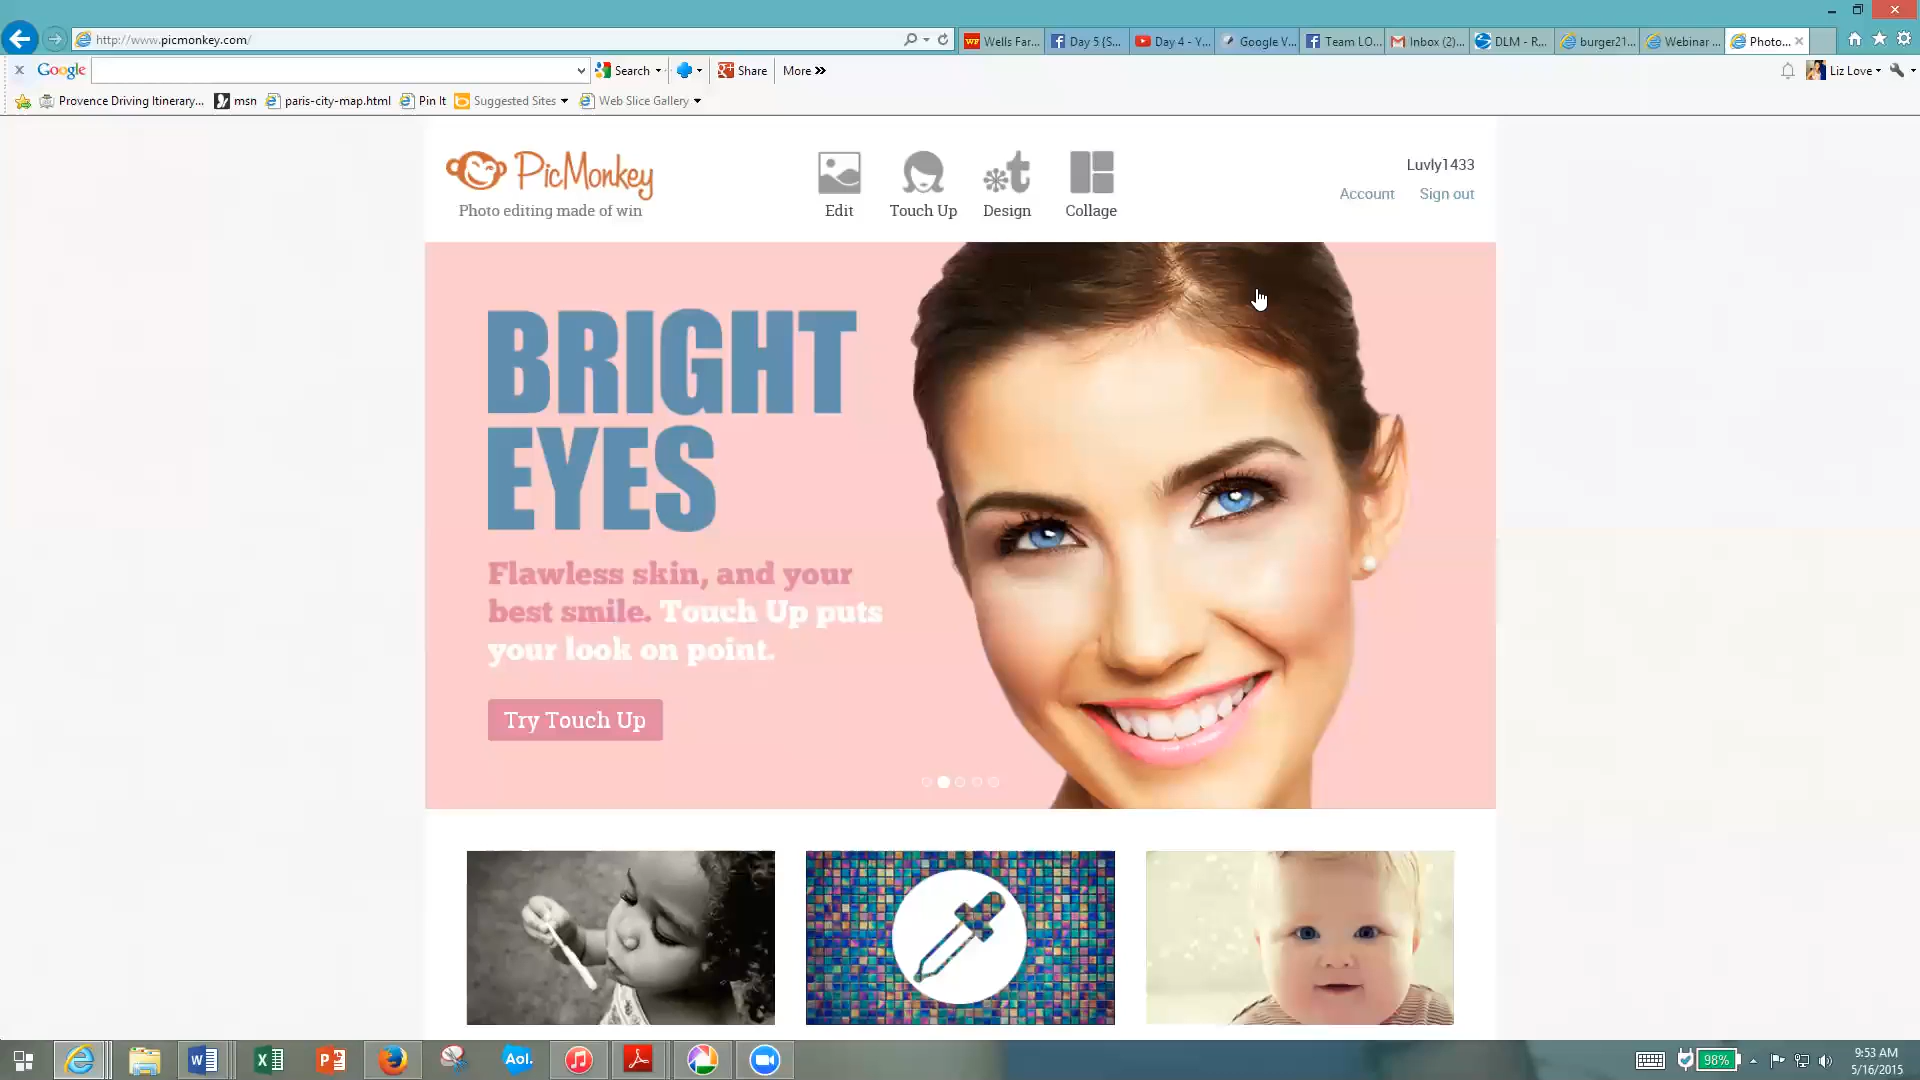 http://www.picmonkey.com/
Wells Far...
Day 5 {S...
Day 4 - Y...
Google V...
Team LO...
Inbox (2)...
DLM - R...
burger21...
Webinar ...
Photo...
Google
Search
Share
More »
Liz Love
Provence Driving Itinerary...
msn
paris-city-map.html
Pin It
Suggested Sites
Web Slice Gallery
PicMonkey
Photo editing made of win
Edit
Touch Up
Design
Collage
Luvly1433
Account
Sign out
BRIGHT
EYES
Flawless skin, and your
best smile. Touch Up puts
your look on point.
Try Touch Up
Aol.
98%
9:53 AM
5/16/2015